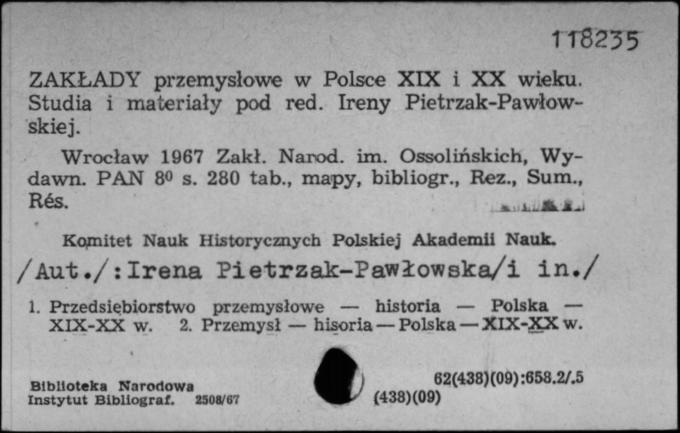 118235
ZAKŁADY przemysłowe w Polsce XIX i XX wieku.
Studia i materiały pod red. Ireny Pietrzak-Pawłow-
skiej.
Wrocław 1967 Zakł. Narod. im. Ossolińskich, Wy-
dawn. PAN 8⁰ s. 280 tab., mapy, bibliogr., Rez., Sum.,
Rés.
Komitet Nauk Historycznych Polskiej Akademii Nauk.
/Aut./:Irena Pietrzak-Pawłowska/i in./
1. Przedsiębiorstwo przemysłowe — historia — Polska —
XIX-XX w. 2. Przemysł — hisoria — Polska — XIX-XX w.
62(438)(09):658.2/.5
Biblioteka Narodowa
Instytut Bibliograf. 2508/67 (438)(09)